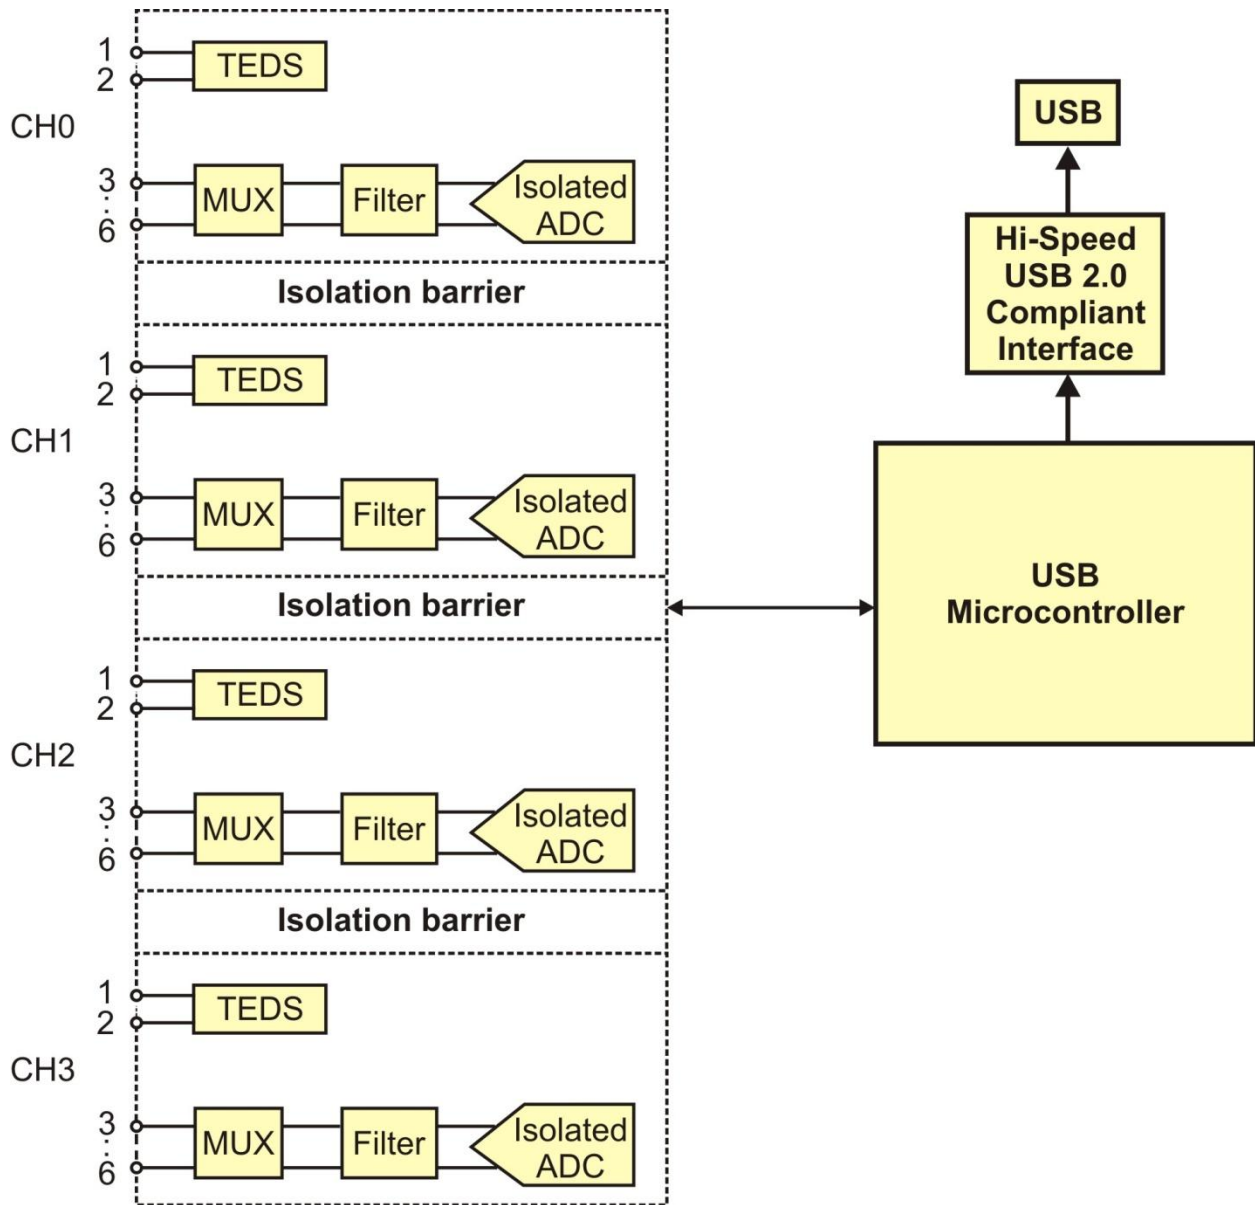 1
2
TEDS
CH0
3
⋮
6
MUX
Filter
Isolated
ADC
Isolation barrier
1
2
TEDS
CH1
3
⋮
6
MUX
Filter
Isolated
ADC
Isolation barrier
1
2
TEDS
CH2
3
⋮
6
MUX
Filter
Isolated
ADC
Isolation barrier
1
2
TEDS
CH3
3
⋮
6
MUX
Filter
Isolated
ADC
USB
Hi-Speed
USB 2.0
Compliant
Interface
USB
Microcontroller